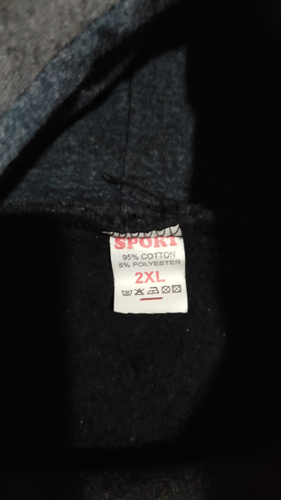 SPORT
95% COTTON
5% POLYESTER
2XL